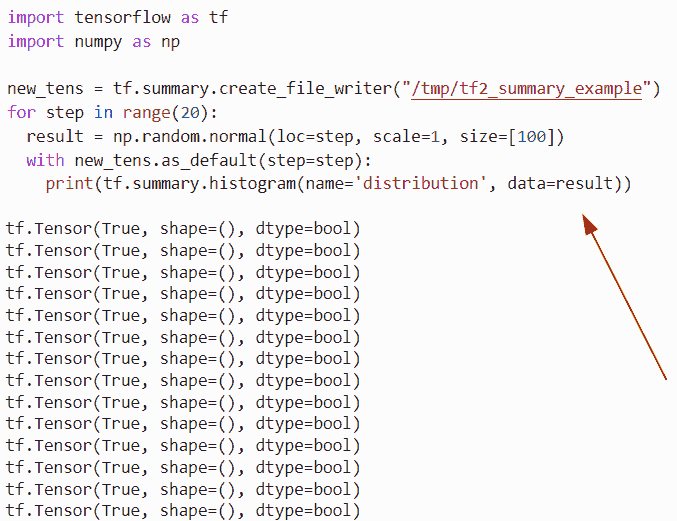 import tensorflow as tf
import numpy as np
new_tens = tf.summary.create_file_writer("/tmp/tf2_summary_example")
for step in range(20):
  result = np.random.normal(loc=step, scale=1, size=[100])
  with new_tens.as_default(step=step):
    print(tf.summary.histogram(name='distribution', data=result))
tf.Tensor(True, shape=(), dtype=bool)
tf.Tensor(True, shape=(), dtype=bool)
tf.Tensor(True, shape=(), dtype=bool)
tf.Tensor(True, shape=(), dtype=bool)
tf.Tensor(True, shape=(), dtype=bool)
tf.Tensor(True, shape=(), dtype=bool)
tf.Tensor(True, shape=(), dtype=bool)
tf.Tensor(True, shape=(), dtype=bool)
tf.Tensor(True, shape=(), dtype=bool)
tf.Tensor(True, shape=(), dtype=bool)
tf.Tensor(True, shape=(), dtype=bool)
tf.Tensor(True, shape=(), dtype=bool)
tf.Tensor(True, shape=(), dtype=bool)
tf.Tensor(True, shape=(), dtype=bool)